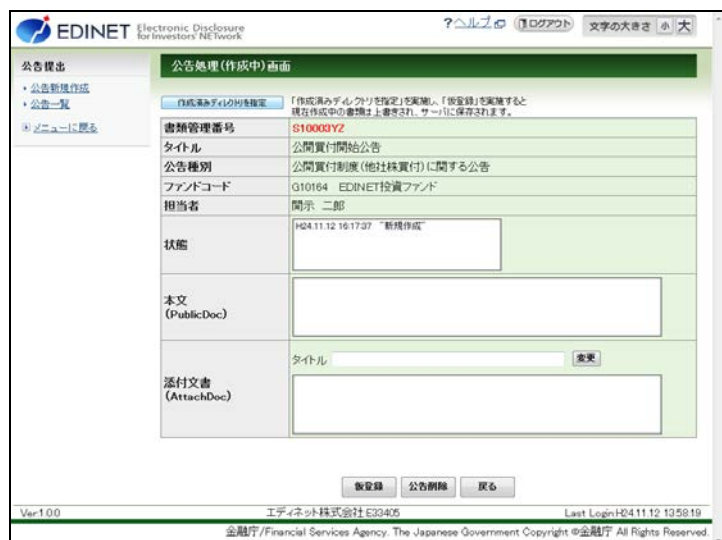 EDINET Electronic Disclosure for Investors' NETwork
?ヘルプ ログアウト 文字の大きさ 小 大
公告提出
公告処理(作成中)画面
・公告新規作成
・公告一覧
メニューに戻る
作成済みディレクトリを指定
「作成済みディレクトリを指定」を実施し、「仮登録」を実施すると
現在作成中の書類は上書きされ、サーバに保存されます。
書類管理番号 S10003YZ
タイトル 公開買付開始公告
公告種別 公開買付制度(他社株買付)に関する公告
ファンドコード G10164 EDINET投資ファンド
担当者 開示 二郎
状態 H24.11.12 16:17:37 "新規作成"
本文
(PublicDoc)
タイトル 変更
添付文書
(AttachDoc)
仮登録 公告削除 戻る
Ver.1.0.0 エディネット株式会社 E33405 Last Login:H24.11.12 13:58:19
金融庁/Financial Services Agency. The Japanese Government Copyright ©金融庁 All Rights Reserved.